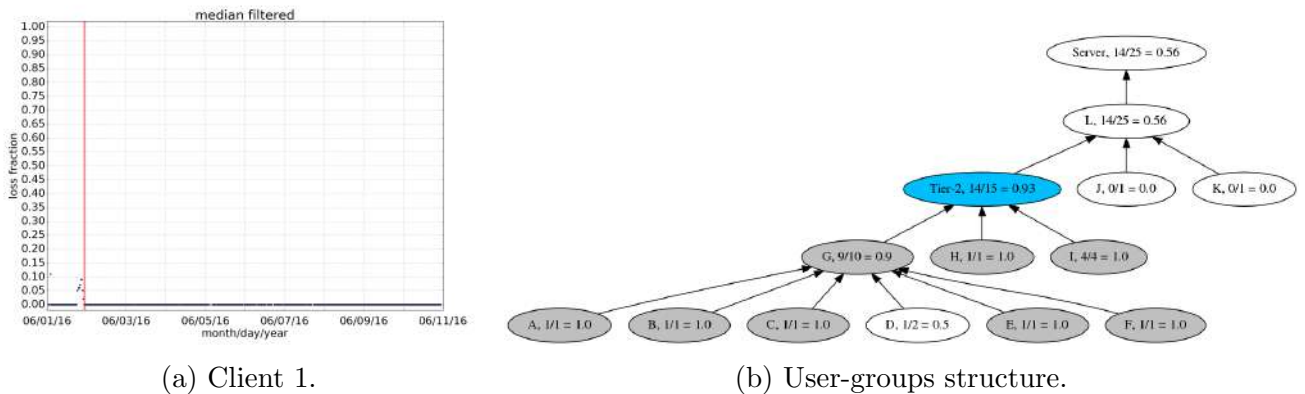 median filtered
1.00
0.95
0.90
0.85
0.80
0.75
0.70
0.65
0.60
0.55
0.50
0.45
0.40
0.35
0.30
0.25
0.20
0.15
0.10
0.05
0.00
loss fraction
06/01/16 06/03/16 06/05/16 06/07/16 06/09/16 06/11/16
month/day/year
(a) Client 1.
Server, 14/25 = 0.56
L, 14/25 = 0.56
Tier-2, 14/15 = 0.93 J, 0/1 = 0.0 K, 0/1 = 0.0
G, 9/10 = 0.9 H, 1/1 = 1.0 I, 4/4 = 1.0
A, 1/1 = 1.0 B, 1/1 = 1.0 C, 1/1 = 1.0 D, 1/2 = 0.5 E, 1/1 = 1.0 F, 1/1 = 1.0
(b) User-groups structure.